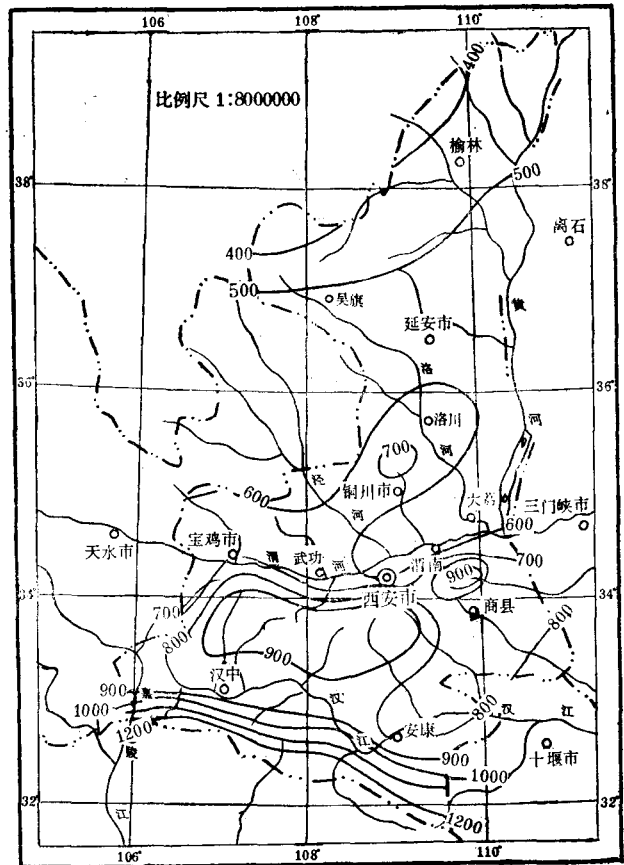 106°
108°
110°
比例尺 1:8000000
400
榆林
38°
38°
500
离石
400
500
吴旗
黄
延安市
洛
36°
36°
洛川
河
700
河
铜川市
泾
大荔
三门峡市
600
河
600
宝鸡市
天水市
渭
武功
河
渭南
700
900
西安市
34°
34°
商县
700
800
800
900
汉中
900
嘉
汉
800
汉
江
1000
1200
陵
江
安康
900
十堰市
1000
32°
32°
江
1200
106°
108°
110°